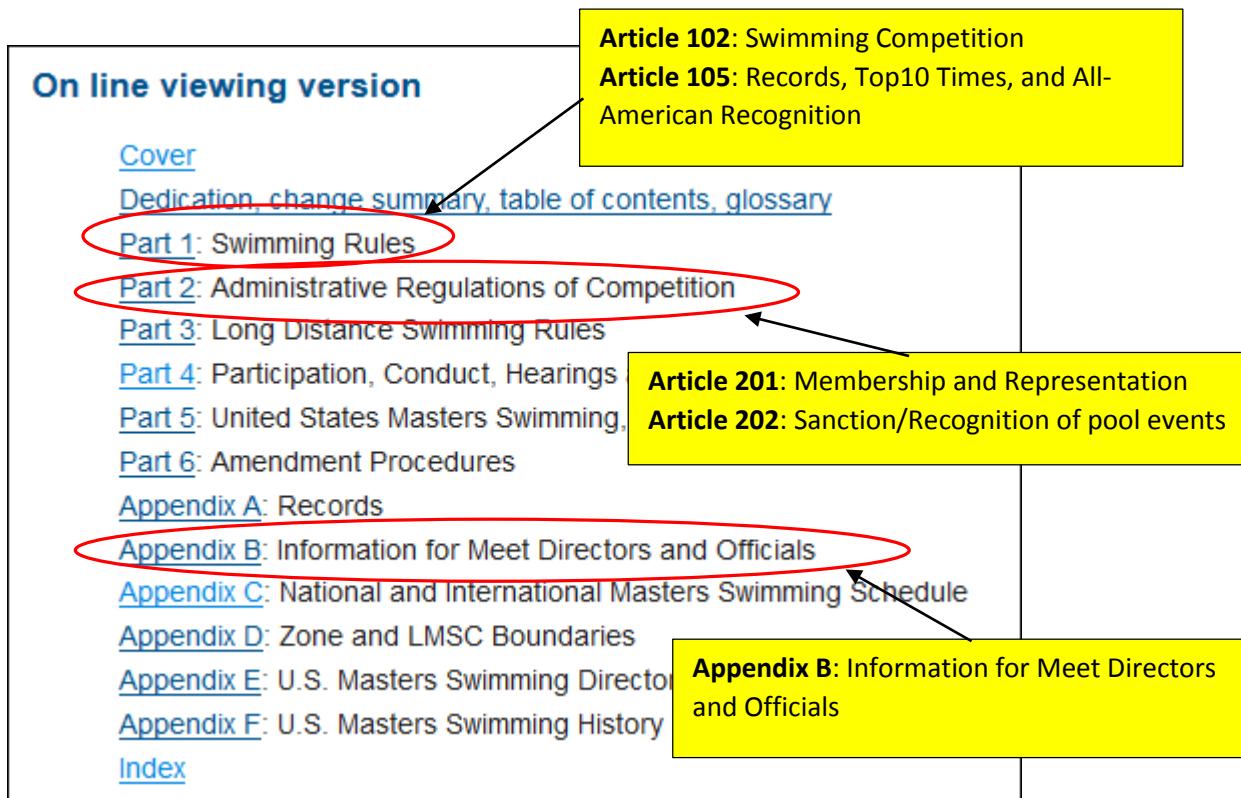 Article 102: Swimming Competition
Article 105: Records, Top10 Times, and All-
American Recognition
On line viewing version
Cover
Dedication, change summary, table of contents, glossary
Part 1: Swimming Rules
Part 2: Administrative Regulations of Competition
Part 3: Long Distance Swimming Rules
Part 4: Participation, Conduct, Hearings
Article 201: Membership and Representation
Part 5: United States Masters Swimming,
Article 202: Sanction/Recognition of pool events
Part 6: Amendment Procedures
Appendix A: Records
Appendix B: Information for Meet Directors and Officials
Appendix C: National and International Masters Swimming Schedule
Appendix D: Zone and LMSC Boundaries
Appendix E: U.S. Masters Swimming Director
Appendix B: Information for Meet Directors
and Officials
Appendix F: U.S. Masters Swimming History
Index